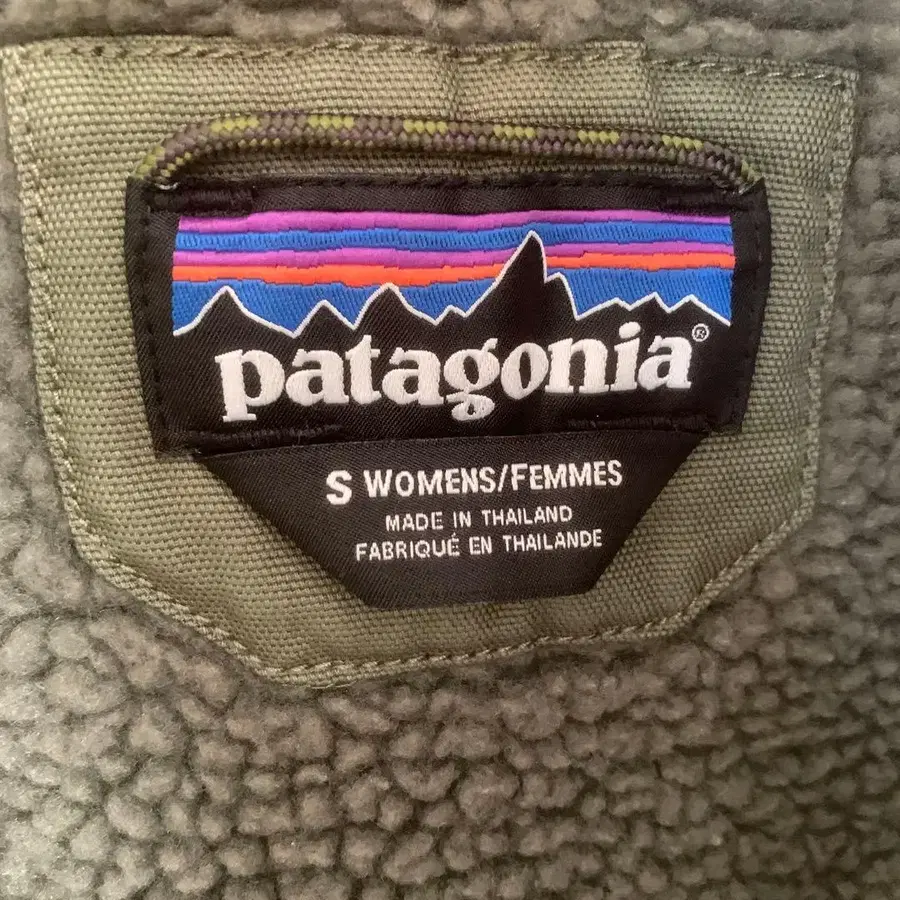 patagonia®
S WOMENS/FEMMES
MADE IN THAILAND
FABRIQUÉ EN THAILANDE